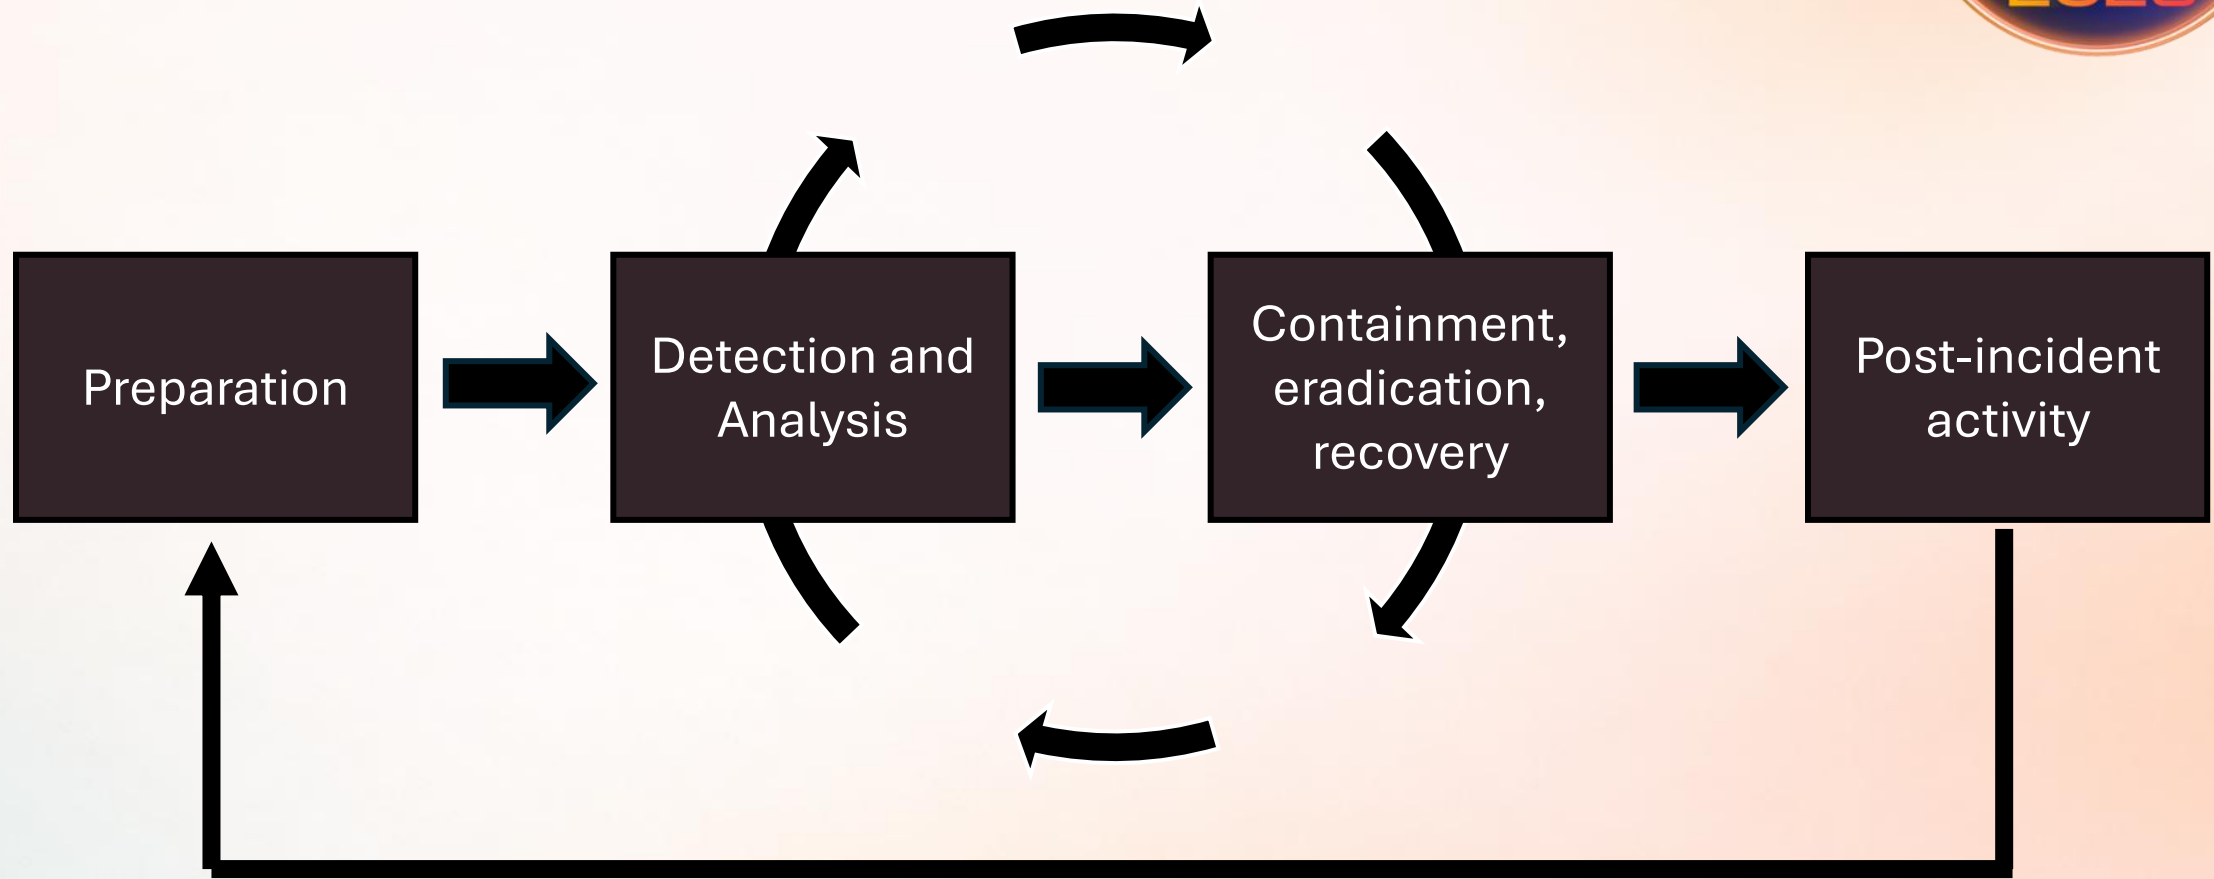 Preparation
Detection and
Analysis
Containment,
eradication,
recovery
Post-incident
activity